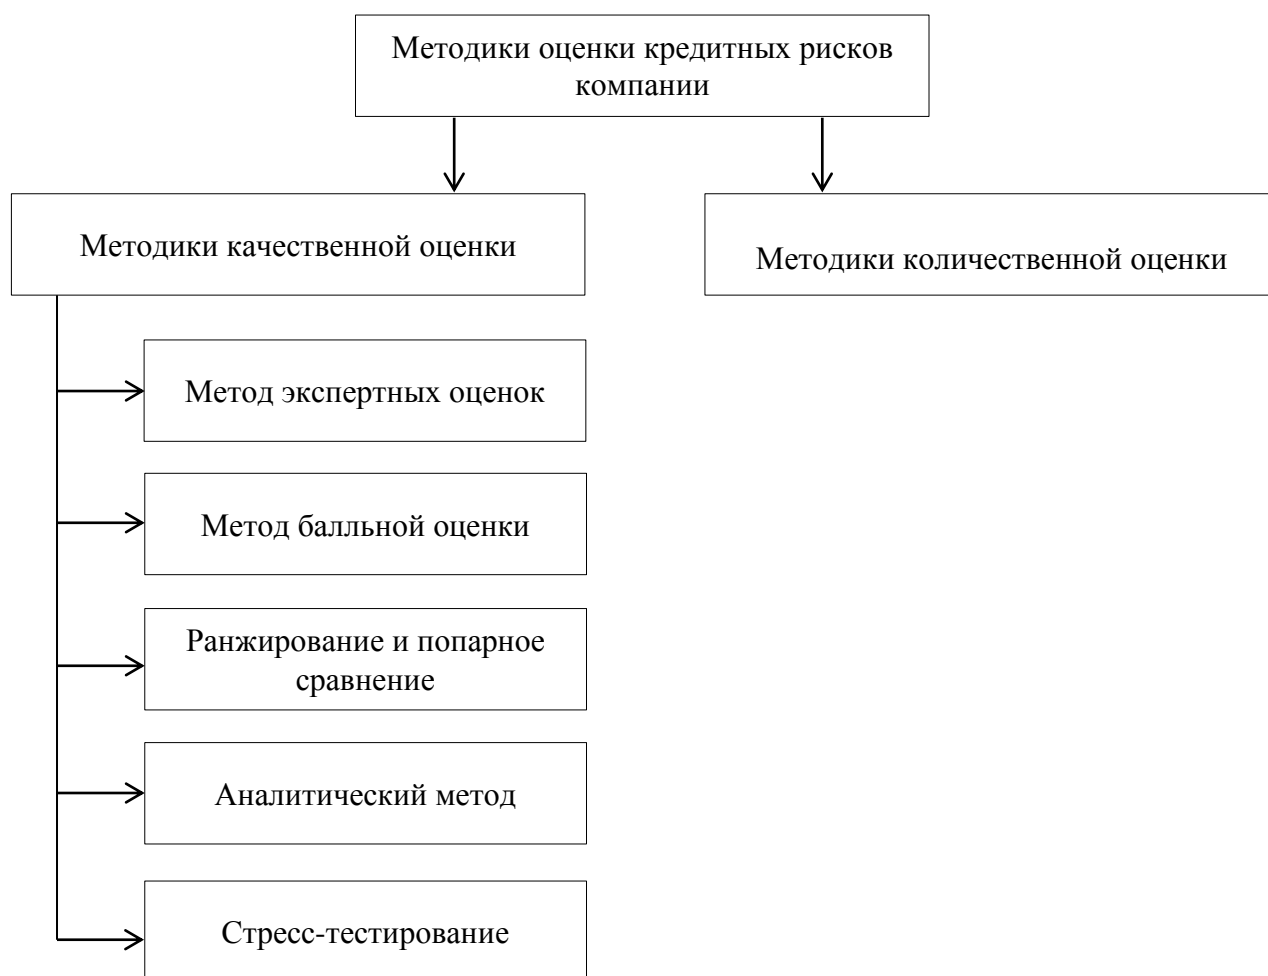 Методики оценки кредитных рисков
компании
Методики качественной оценки
Методики количественной оценки
Метод экспертных оценок
Метод балльной оценки
Ранжирование и попарное
сравнение
Аналитический метод
Стресс-тестирование